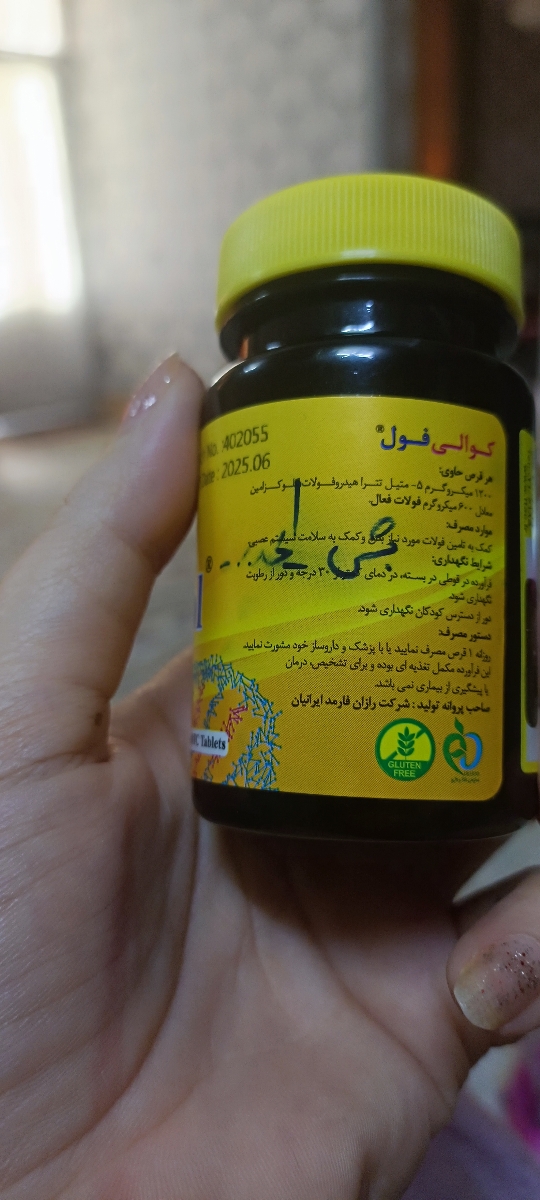 کوالی فول®
هر قرص حاوی:
۱۲۰۰ میکروگرم ۵- متیل تترا هیدروفولات گلوکزآمین
معادل ۶۰۰ میکروگرم فولات فعال.
موارد مصرف:
کمک به تامین فولات مورد نیاز بدن و کمک به سلامت سیستم عصبی.
شرایط نگهداری:
فرآورده در قوطی در بسته، در دمای ۳۰ درجه و دور از رطوبت
نگهداری شود.
دور از دسترس کودکان نگهداری شود.
دستور مصرف:
روزانه ۱ قرص مصرف نمایید یا با پزشک و داروساز خود مشورت نمایید.
این فرآورده مکمل تغذیه ای بوده و برای تشخیص، درمان
یا پیشگیری از بیماری نمی باشد.
صاحب پروانه تولید : شرکت رازان فارمد ایرانیان
No. :402055
Date : 2025.06
®
Tablets
GLUTEN
FREE